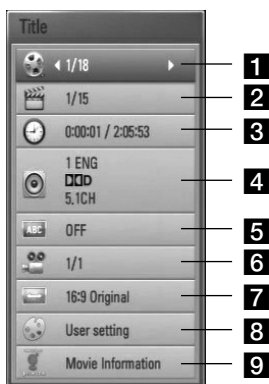 Title
1/18 1
1/15 2
0:00:01 / 2:05:53 3
1 ENG
DD D 4
5.1CH
ABC OFF 5
1/1 6
16:9 Original 7
User setting 8
Movie Information 9